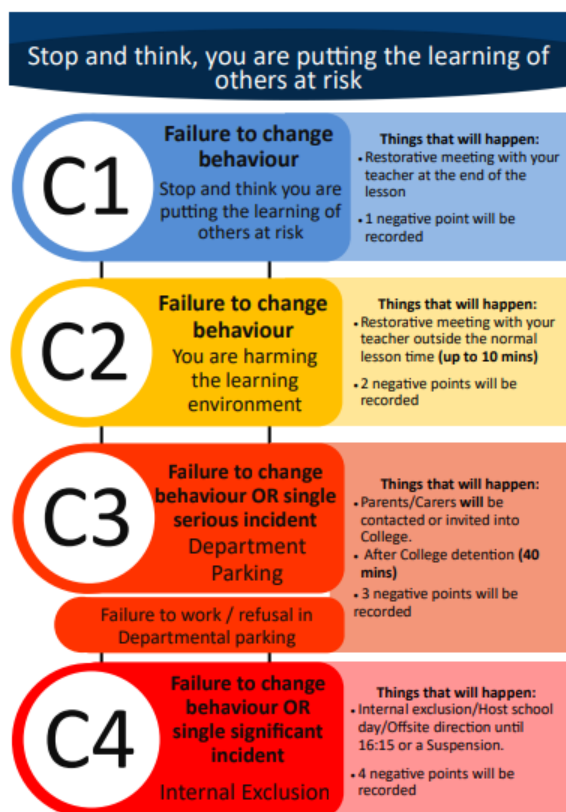 Stop and think, you are putting the learning of
others at risk
C1
Failure to change
behaviour
Stop and think you are
putting the learning of
others at risk
Things that will happen:
• Restorative meeting with your
teacher at the end of the
lesson
• 1 negative point will be
recorded
C2
Failure to change
behaviour
You are harming
the learning
environment
Things that will happen:
• Restorative meeting with your
teacher outside the normal
lesson time (up to 10 mins)
• 2 negative points will be
recorded
C3
Failure to change
behaviour OR single
serious incident
Department
Parking
Failure to work / refusal in
Departmental parking
Things that will happen:
• Parents/Carers will be
contacted or invited into
College.
• After College detention (40
mins)
• 3 negative points will be
recorded
C4
Failure to change
behaviour OR
single significant
incident
Internal Exclusion
Things that will happen:
• Internal exclusion/Host school
day/Offsite direction until
16:15 or a Suspension.
• 4 negative points will be
recorded